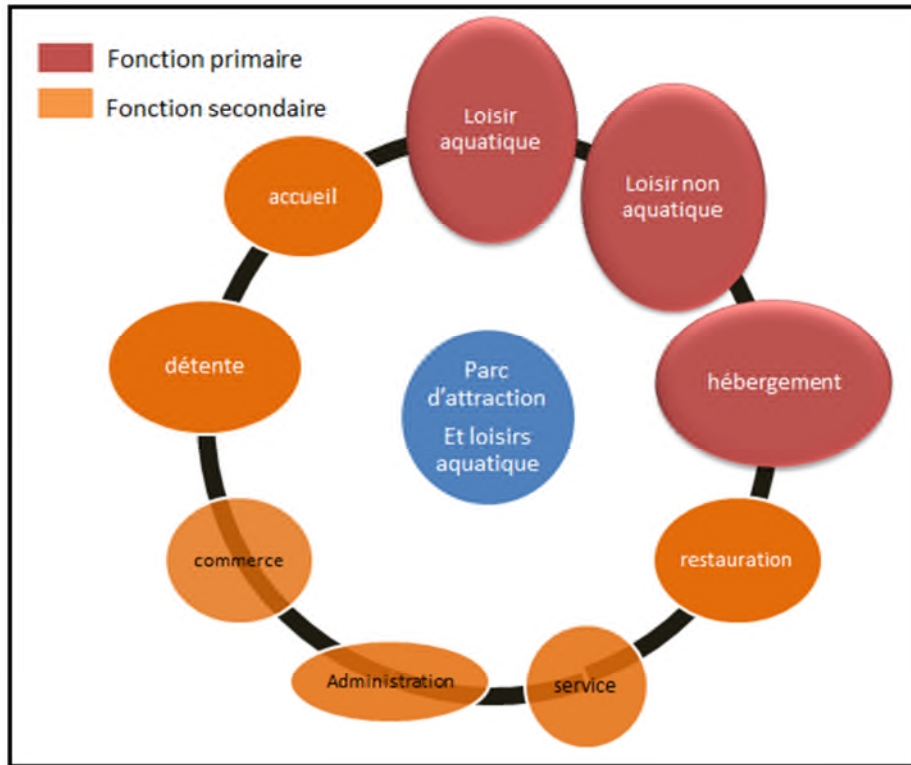 Fonction primaire
Fonction secondaire
Loisir
aquatique
Loisir non
aquatique
hébergement
restauration
service
Administration
commerce
détente
accueil
Parc
d'attraction
Et loisirs
aquatique